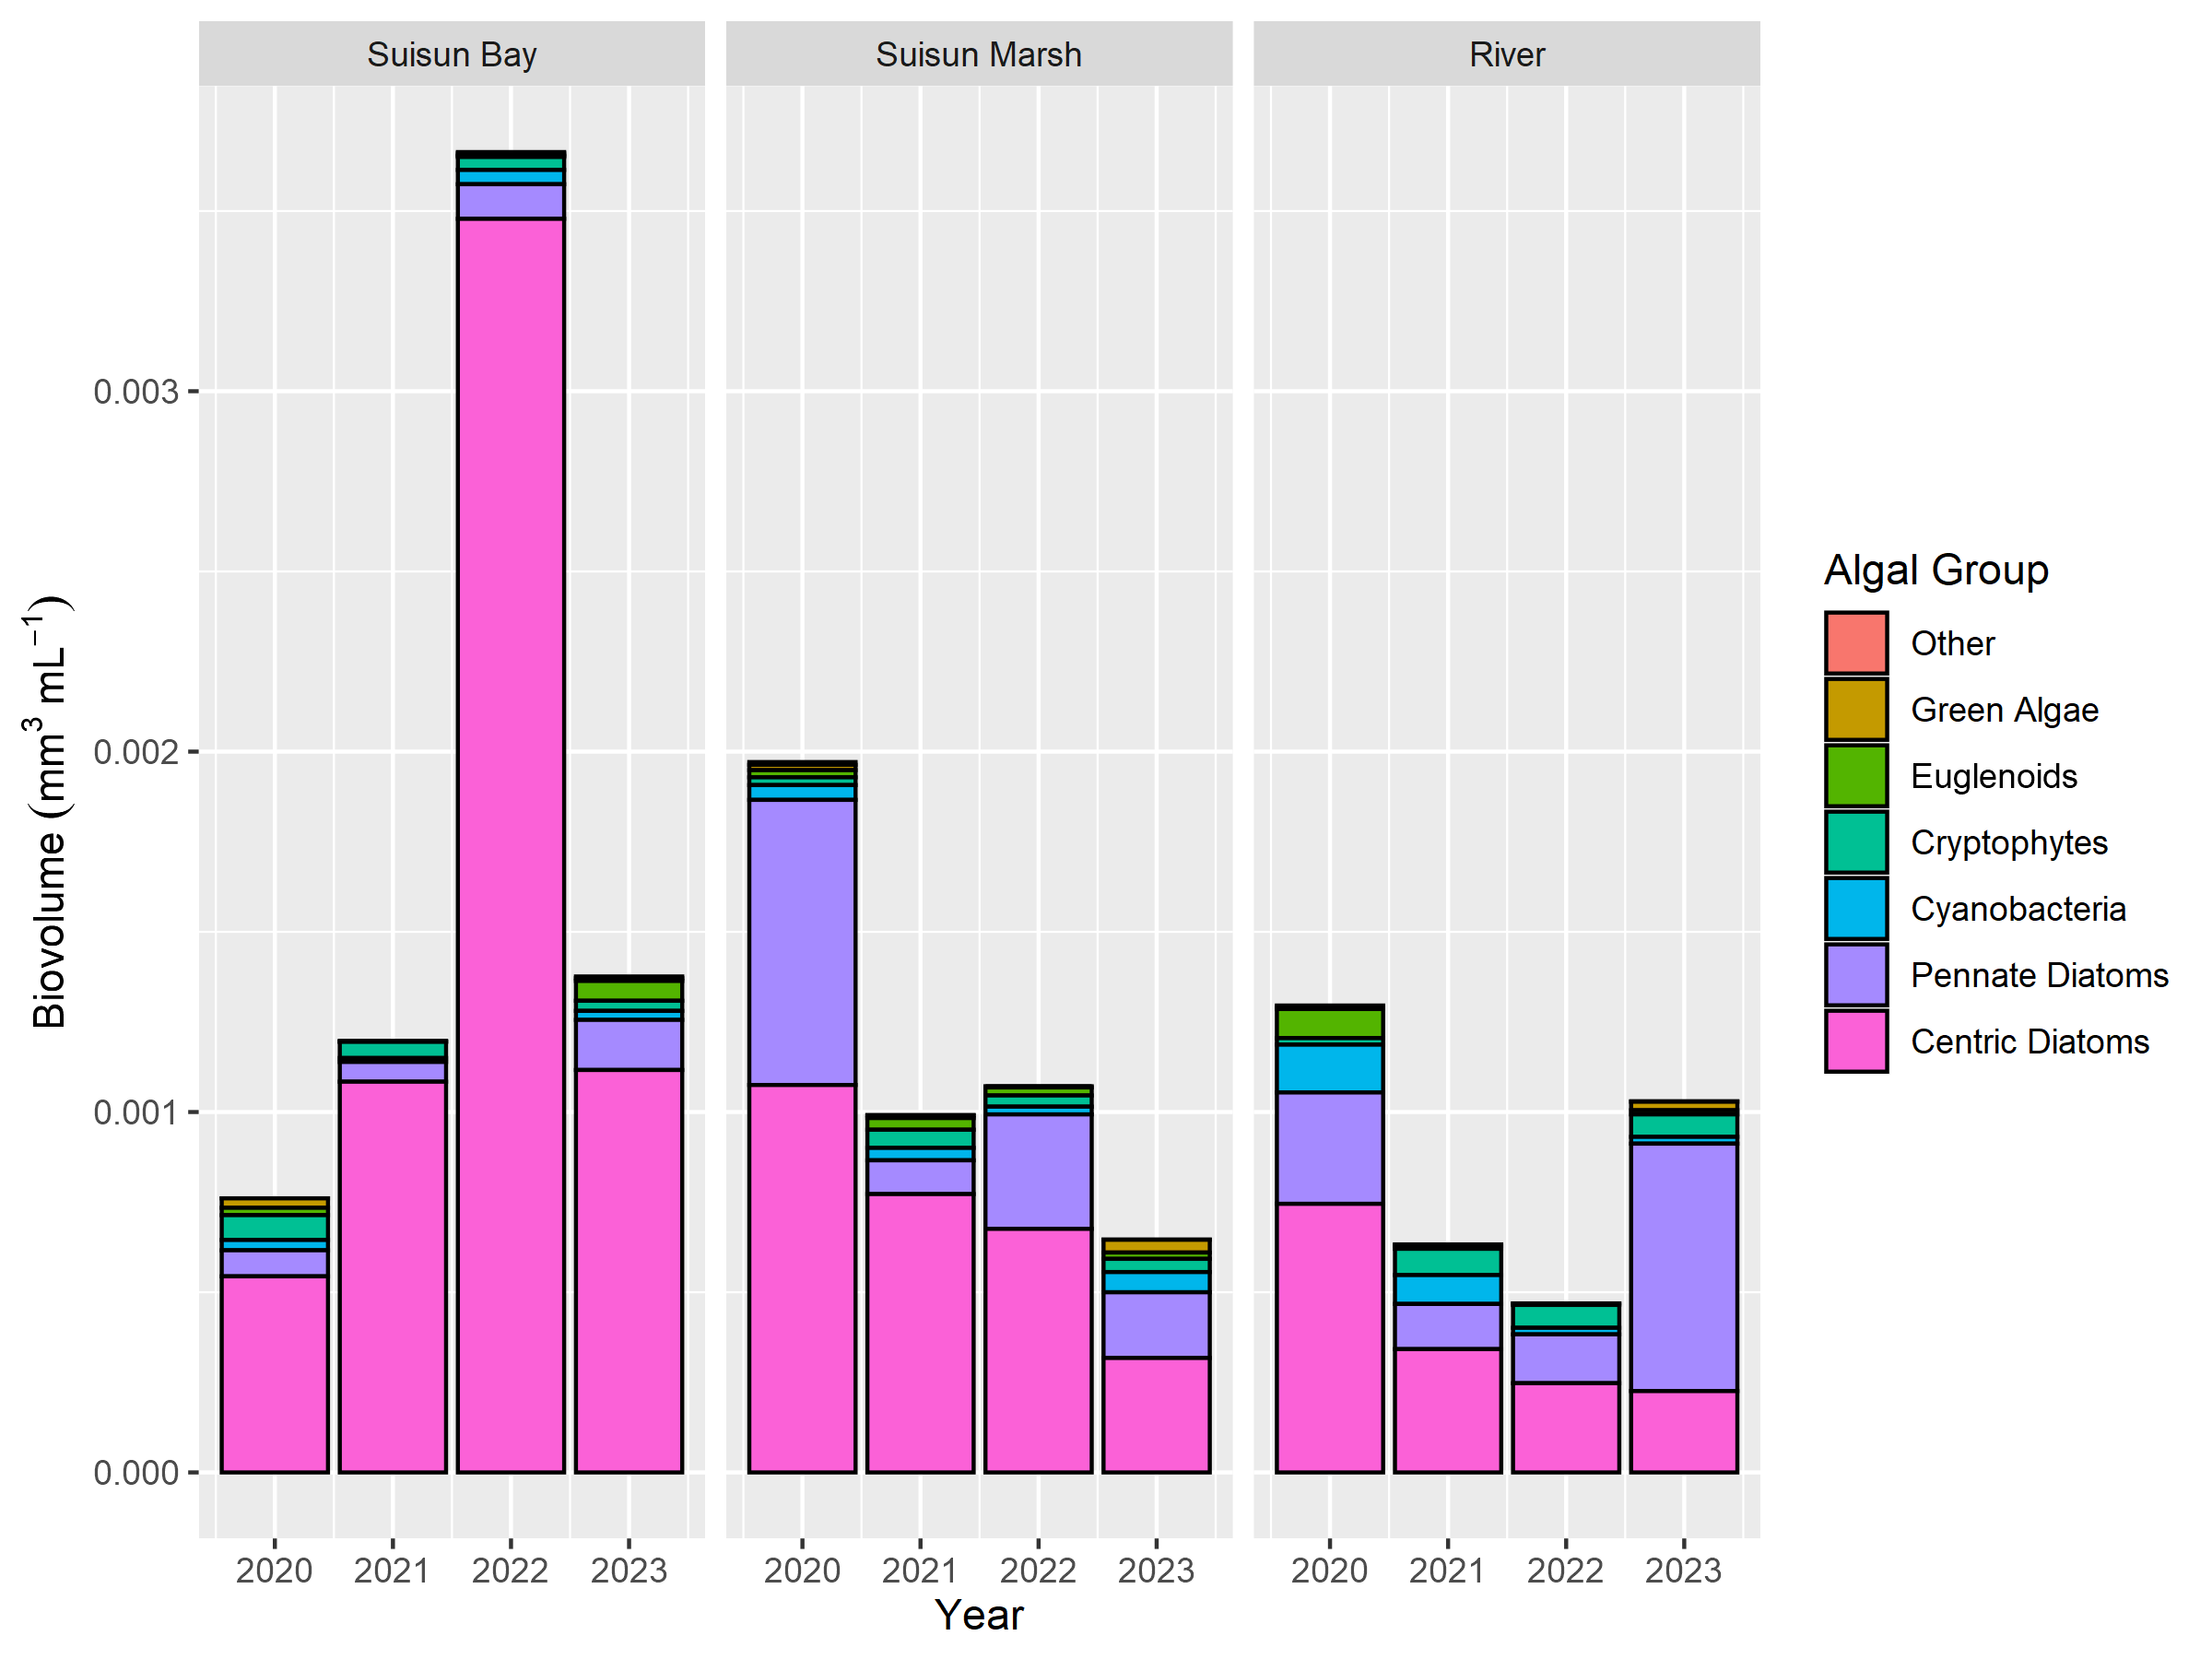 Suisun Bay
Suisun Marsh
River
0.003
0.002
0.001
0.000
Biovolume (mm³ mL⁻¹)
2020 2021 2022 2023
2020 2021 2022 2023
2020 2021 2022 2023
Year
Algal Group
Other
Green Algae
Euglenoids
Cryptophytes
Cyanobacteria
Pennate Diatoms
Centric Diatoms